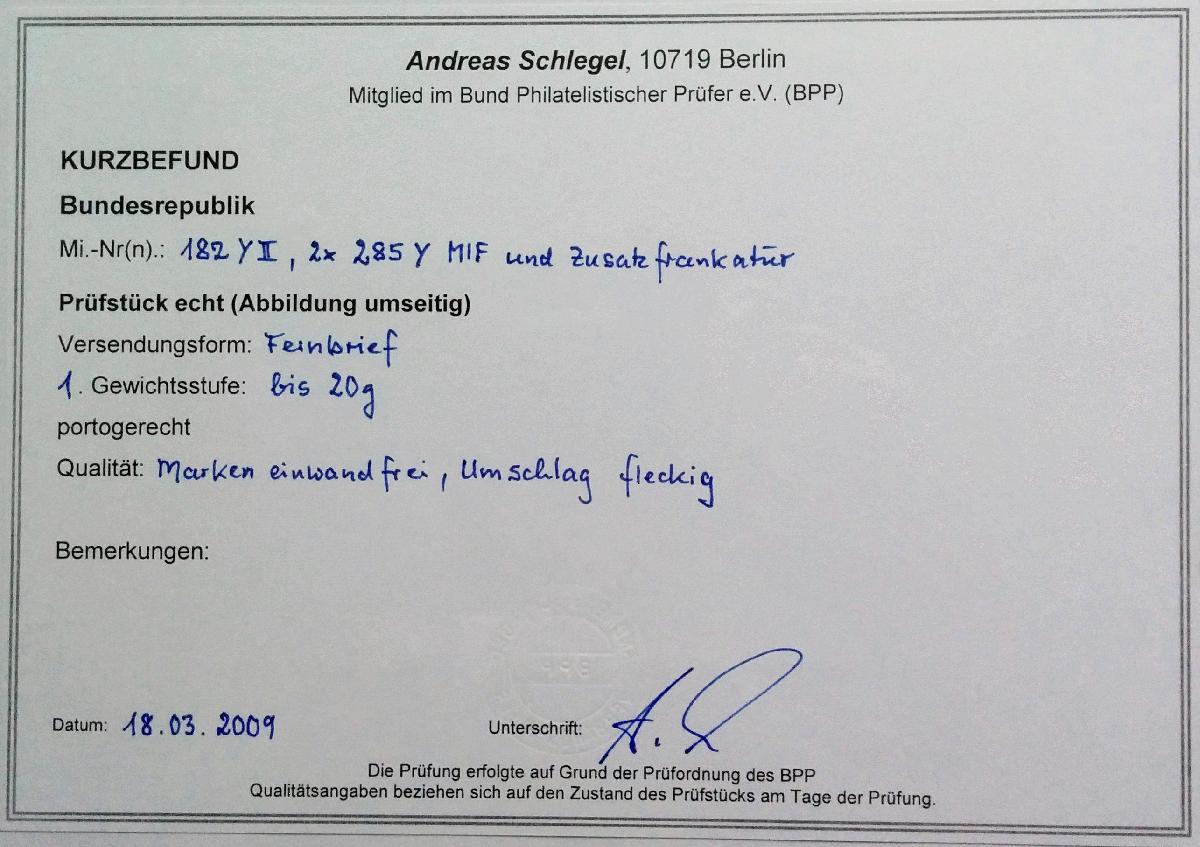 Andreas Schlegel, 10719 Berlin
Mitglied im Bund Philatelistischer Prüfer e.V. (BPP)
KURZBEFUND
Bundesrepublik
Mi.-Nr(n).: 182 Y II, 2x 285 Y MIF und Zusatzfrankatur
Prüfstück echt (Abbildung umseitig)
Versendungsform: Fernbrief
1. Gewichtsstufe: bis 20g
portogerecht
Qualität: Marken einwandfrei, Umschlag fleckig
Bemerkungen:
Datum: 18.03.2009 Unterschrift:
Die Prüfung erfolgte auf Grund der Prüfordnung des BPP
Qualitätsangaben beziehen sich auf den Zustand des Prüfstücks am Tage der Prüfung.